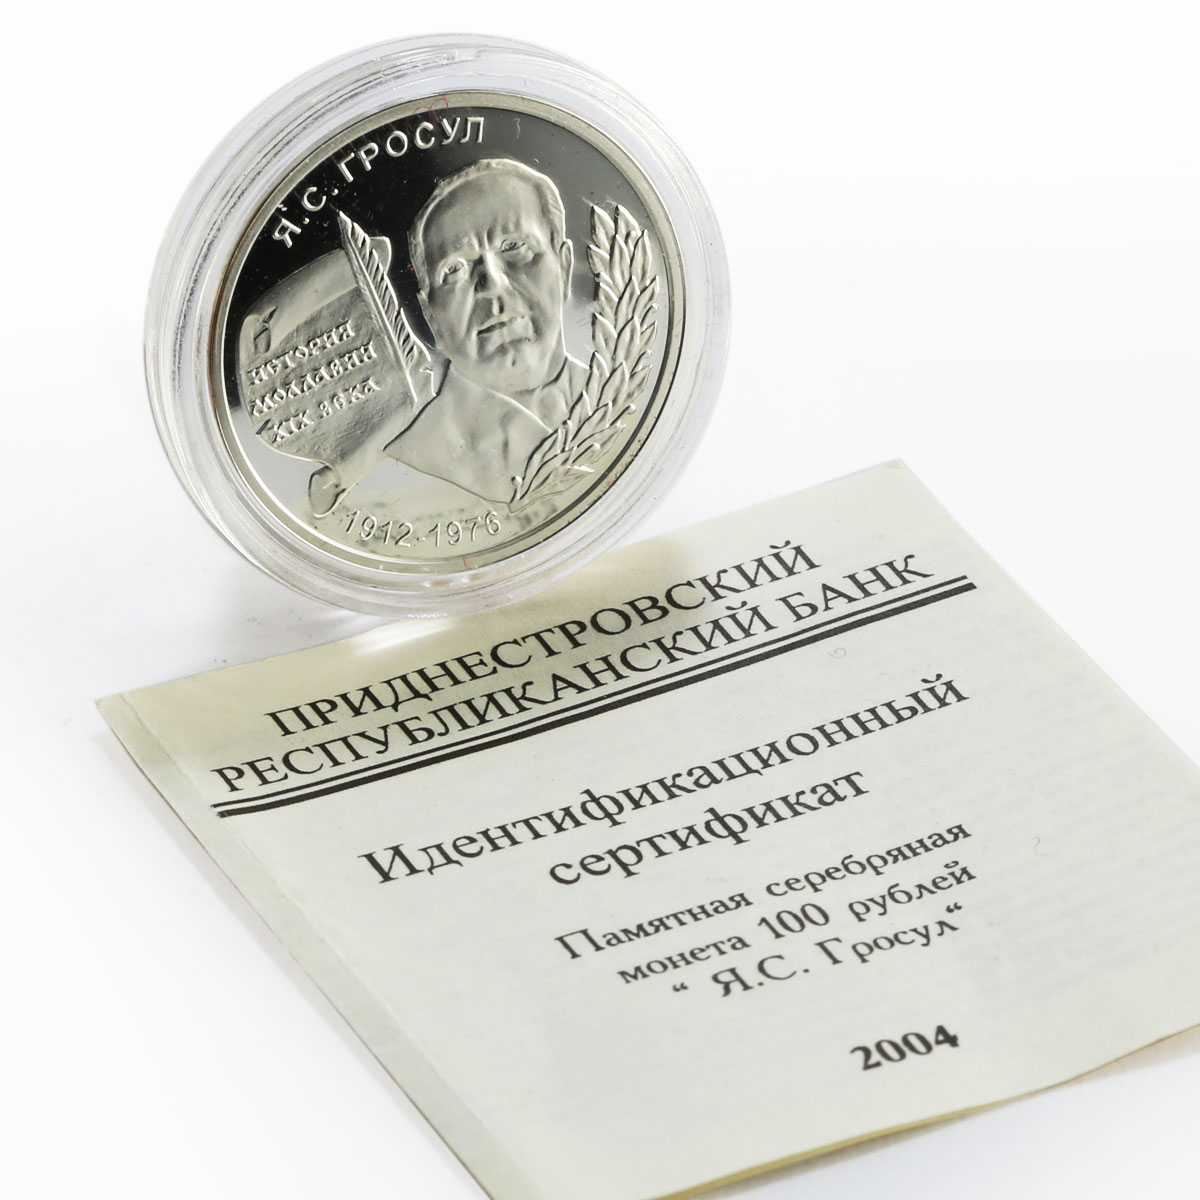 Я.С. ГРОСУЛ
ИСТОРИЯ
МОЛДАВИИ
XIX ВЕКА
1912-1976
ПРИДНЕСТРОВСКИЙ
РЕСПУБЛИКАНСКИЙ БАНК
Идентификационный
сертификат
Памятная серебряная
монета 100 рублей
“ Я.С. Гросул“
2004